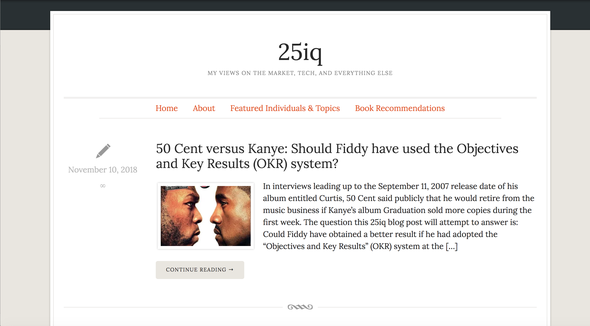 25iq
MY VIEWS ON THE MARKET, TECH, AND EVERYTHING ELSE
Home About Featured Individuals & Topics Book Recommendations
November 10, 2018
50 Cent versus Kanye: Should Fiddy have used the Objectives
and Key Results (OKR) system?
In interviews leading up to the September 11, 2007 release date of his
album entitled Curtis, 50 Cent said publicly that he would retire from the
music business if Kanye’s album Graduation sold more copies during the
first week. The question this 25iq blog post will attempt to answer is:
Could Fiddy have obtained a better result if he had adopted the
“Objectives and Key Results” (OKR) system at the [...]
CONTINUE READING →